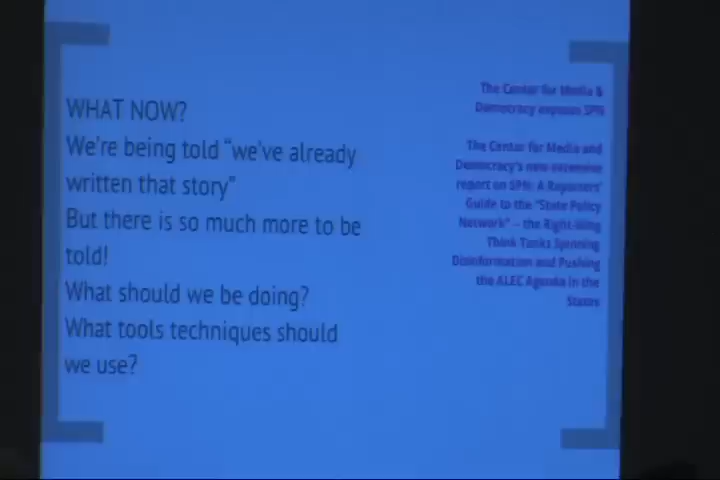 WHAT NOW?
We're being told “we've already
written that story”
But there is so much more to be
told!
What should we be doing?
What tools techniques should
we use?
The Center for Media &
Democracy exposes SPN
The Center for Media and
Democracy's new extensive
report on SPN: A Reporters'
Guide to the "State Policy
Network" – the Right-Wing
Think Tanks Spinning
Disinformation and Pushing
the ALEC Agenda in the
States